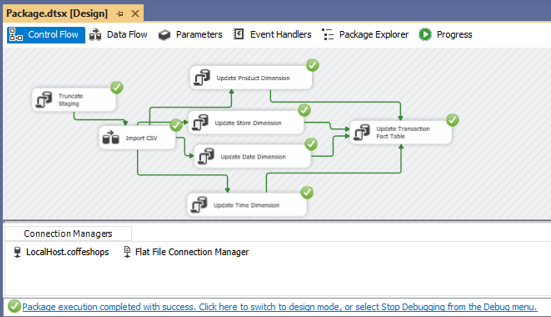 Package.dtsx [Design]
Control Flow
Data Flow
Parameters
Event Handlers
Package Explorer
Progress
Truncate
Staging
Import CSV
Update Product Dimension
Update Store Dimension
Update Date Dimension
Update Time Dimension
Update Transaction
Fact Table
Connection Managers
LocalHost.coffeshops
Flat File Connection Manager
Package execution completed with success. Click here to switch to design mode, or select Stop Debugging from the Debug menu.